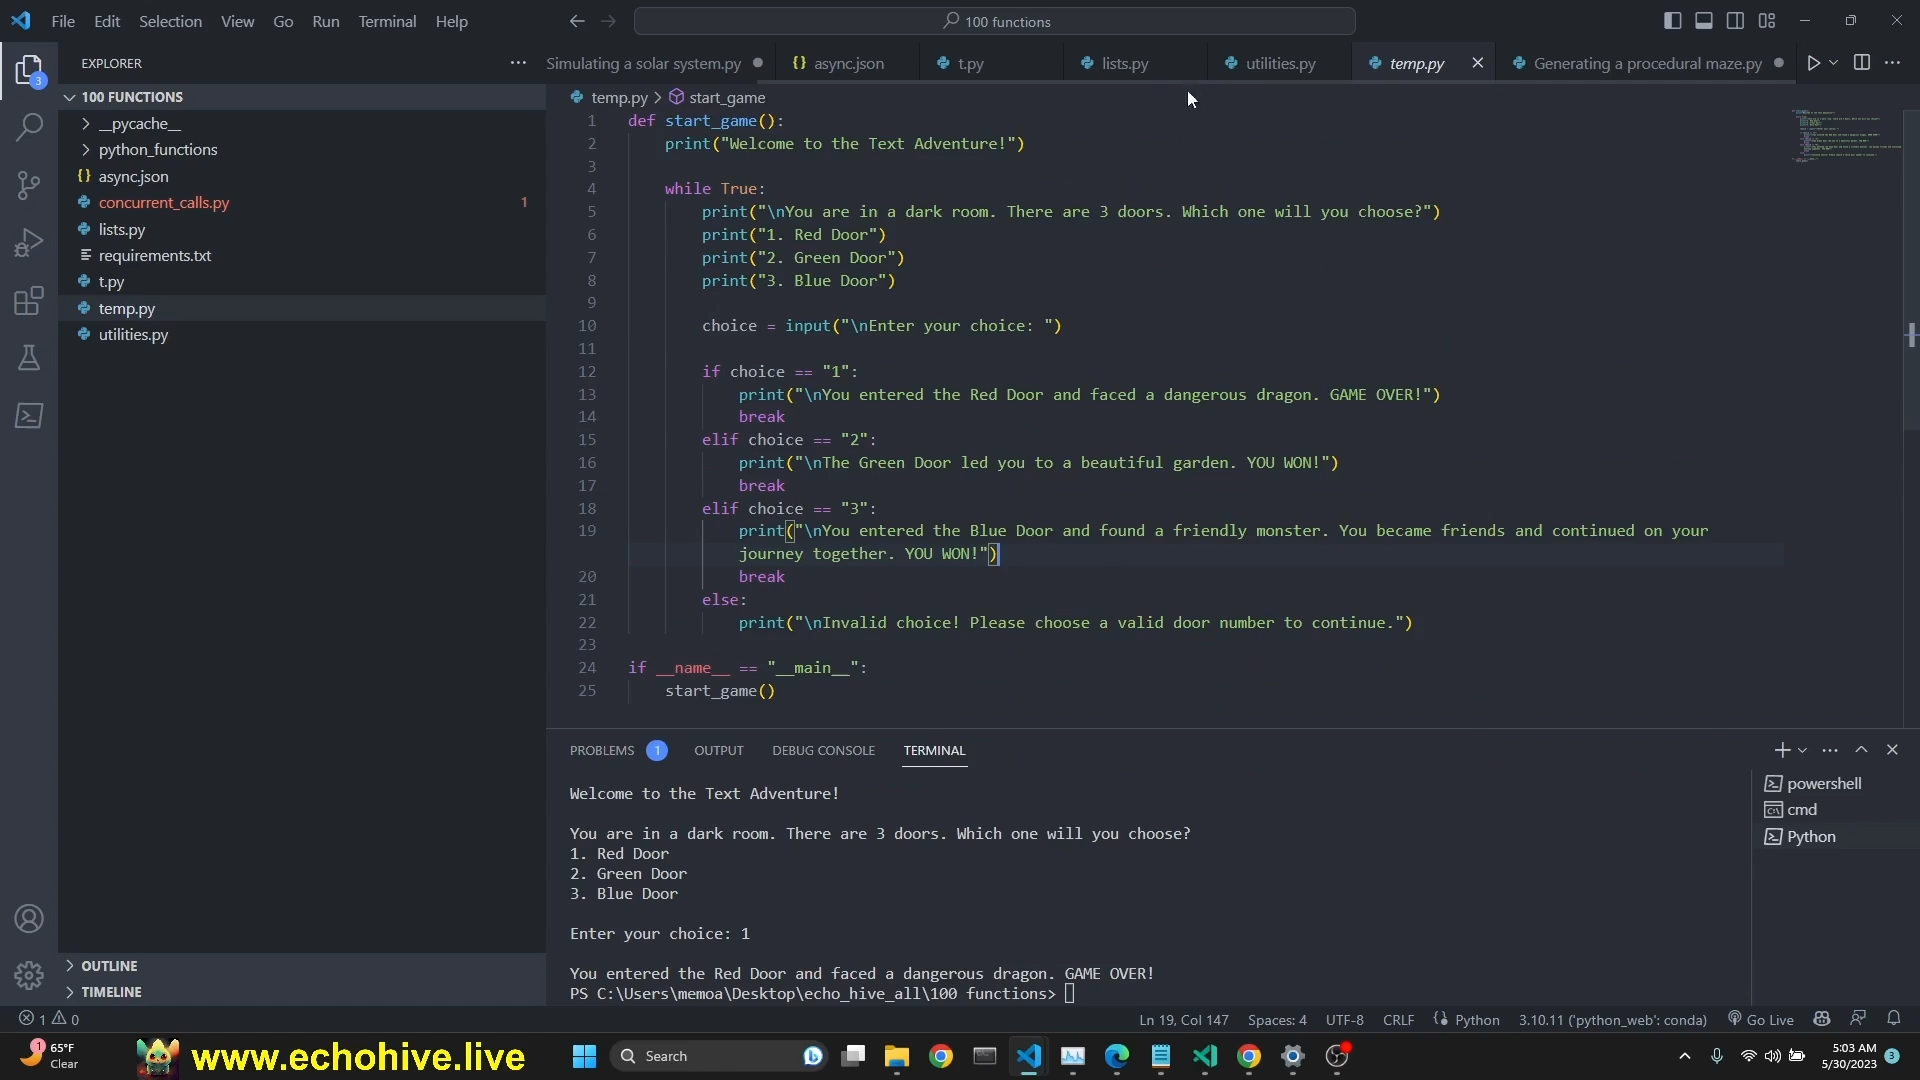 File Edit Selection View Go Run Terminal Help
100 functions
EXPLORER
Simulating a solar system.py
async.json
t.py
lists.py
utilities.py
temp.py
Generating a procedural maze.py
3
100 FUNCTIONS
__pycache__
python_functions
async.json
concurrent_calls.py 1
lists.py
requirements.txt
t.py
temp.py
utilities.py
OUTLINE
TIMELINE
temp.py > start_game
1 def start_game():
2 print("Welcome to the Text Adventure!")
3
4 while True:
5 print("\nYou are in a dark room. There are 3 doors. Which one will you choose?")
6 print("1. Red Door")
7 print("2. Green Door")
8 print("3. Blue Door")
9
10 choice = input("\nEnter your choice: ")
11
12 if choice == "1":
13 print("\nYou entered the Red Door and faced a dangerous dragon. GAME OVER!")
14 break
15 elif choice == "2":
16 print("\nThe Green Door led you to a beautiful garden. YOU WON!")
17 break
18 elif choice == "3":
19 print("\nYou entered the Blue Door and found a friendly monster. You became friends and continued on your
journey together. YOU WON!")
20 break
21 else:
22 print("\nInvalid choice! Please choose a valid door number to continue.")
23
24 if __name__ == "__main__":
25 start_game()
PROBLEMS 1 OUTPUT DEBUG CONSOLE TERMINAL
Welcome to the Text Adventure!
You are in a dark room. There are 3 doors. Which one will you choose?
1. Red Door
2. Green Door
3. Blue Door
Enter your choice: 1
You entered the Red Door and faced a dangerous dragon. GAME OVER!
PS C:\Users\memoa\Desktop\echo_hive_all\100 functions>
powershell
cmd
Python
1 0
Ln 19, Col 147 Spaces: 4 UTF-8 CRLF Python 3.10.11 ('python_web': conda) Go Live
1
65°F
Clear
www.echohive.live
Search
5:03 AM
5/30/2023
3